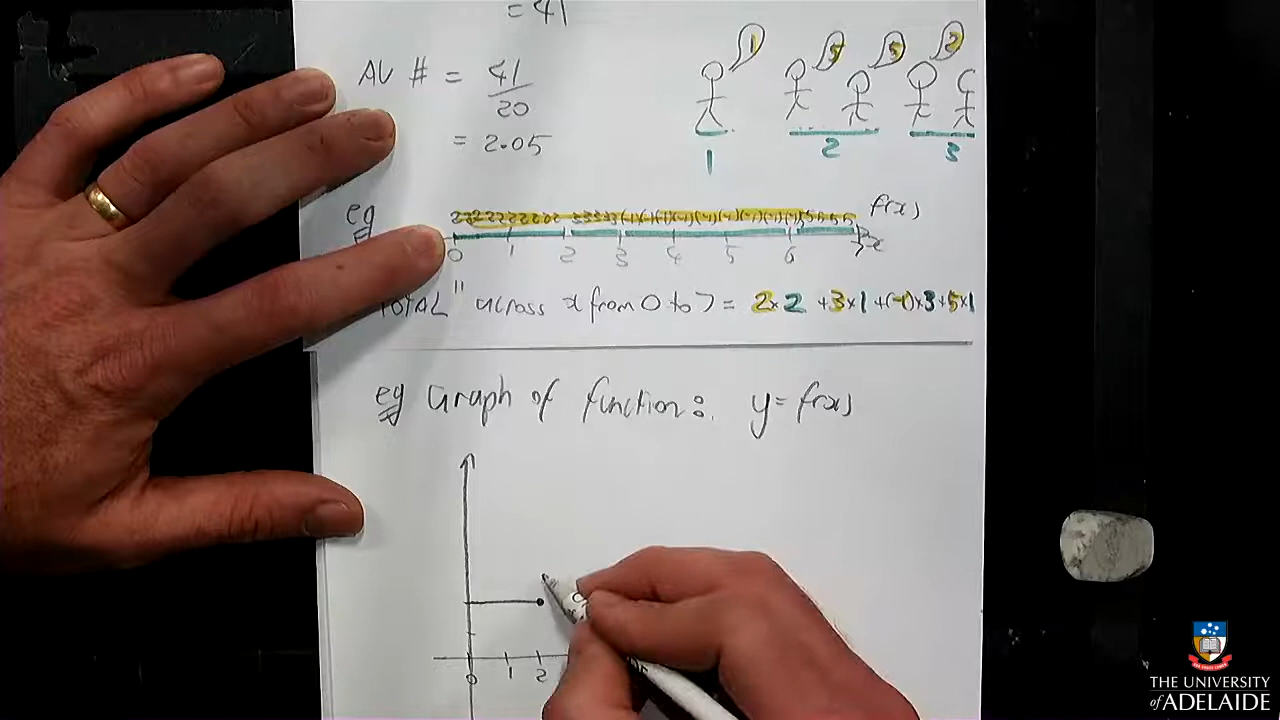 = 41
AV # = 41/20
= 2.05
1 5 5 2
1 2 3
eg f(x)
0 1 2 3 4 5 6 7 x
"TOTAL" across x from 0 to 7 = 2×2 +3×1+(-1)×3+5×1
eg Graph of function: y=f(x)
0 1 2
THE UNIVERSITY
of ADELAIDE